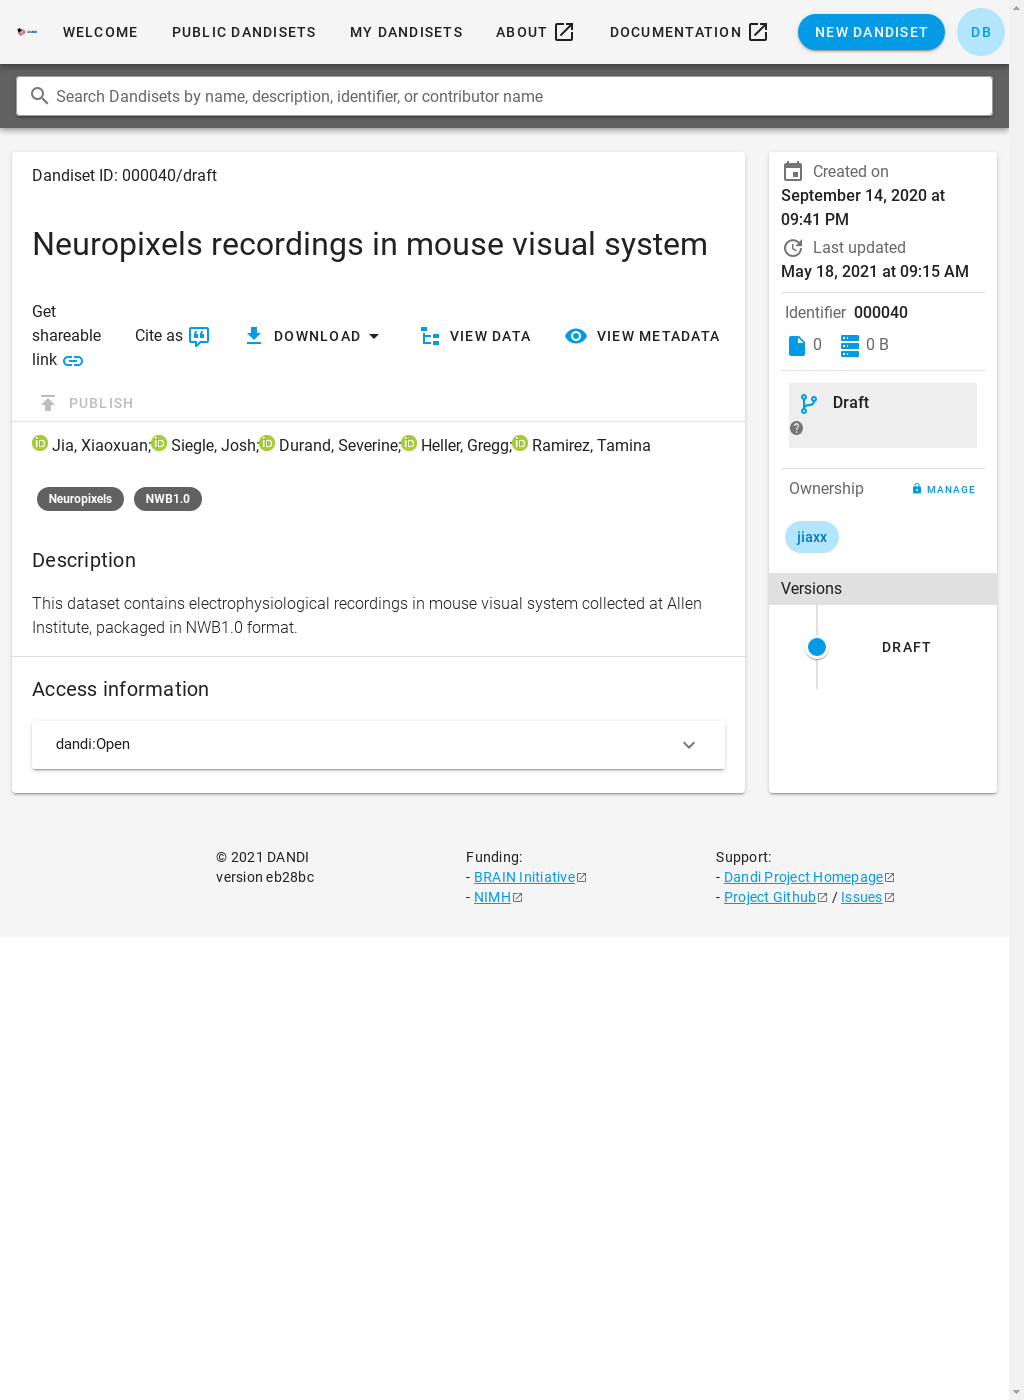 WELCOME PUBLIC DANDISETS MY DANDISETS ABOUT DOCUMENTATION NEW DANDISET DB
Search Dandisets by name, description, identifier, or contributor name
Dandiset ID: 000040/draft
Neuropixels recordings in mouse visual system
Get
shareable
link
Cite as
DOWNLOAD
VIEW DATA
VIEW METADATA
PUBLISH
Jia, Xiaoxuan; Siegle, Josh; Durand, Severine; Heller, Gregg; Ramirez, Tamina
Neuropixels NWB1.0
Description
This dataset contains electrophysiological recordings in mouse visual system collected at Allen
Institute, packaged in NWB1.0 format.
Access information
dandi:Open
Created on
September 14, 2020 at
09:41 PM
Last updated
May 18, 2021 at 09:15 AM
Identifier 000040
0 0 B
Draft
Ownership MANAGE
jiaxx
Versions
DRAFT
© 2021 DANDI
version eb28bc
Funding:
- BRAIN Initiative
- NIMH
Support:
- Dandi Project Homepage
- Project Github / Issues